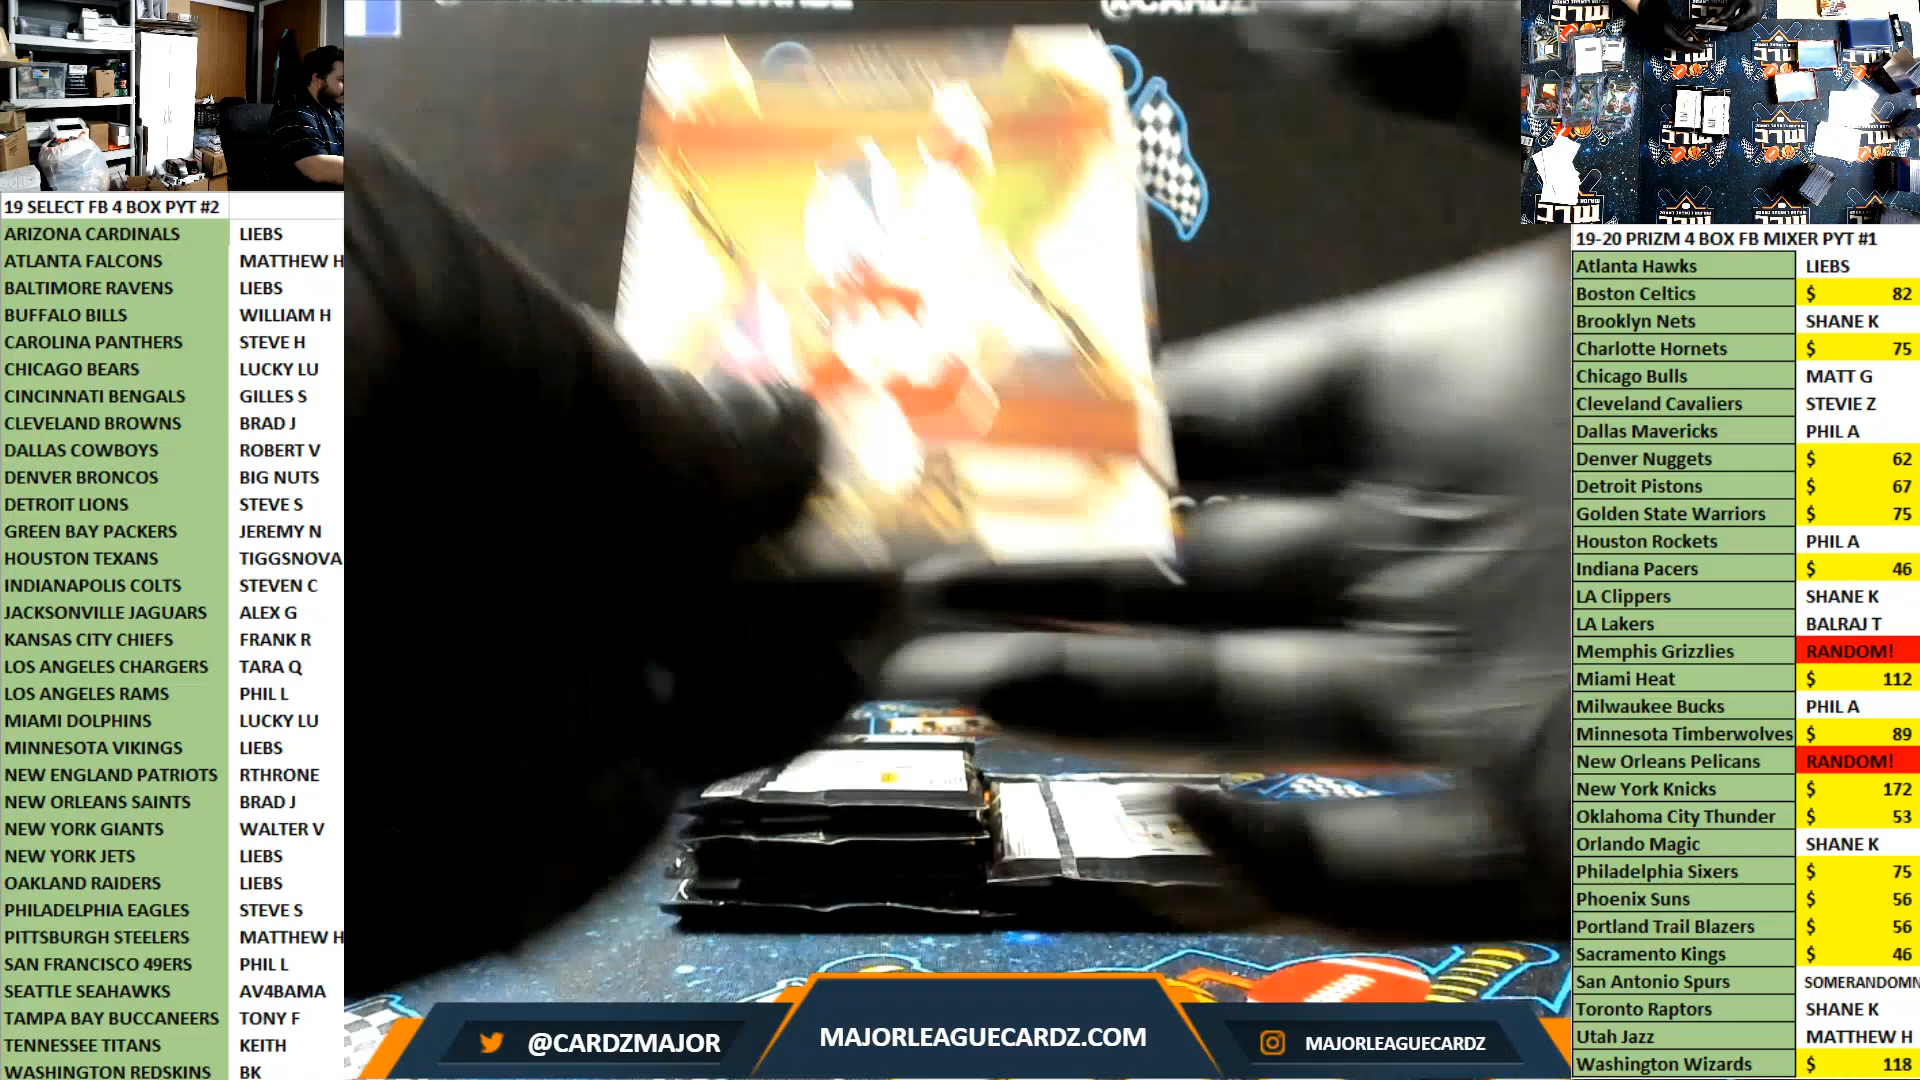 19 SELECT FB 4 BOX PYT #2
ARIZONA CARDINALS LIEBS
ATLANTA FALCONS MATTHEW H
BALTIMORE RAVENS LIEBS
BUFFALO BILLS WILLIAM H
CAROLINA PANTHERS STEVE H
CHICAGO BEARS LUCKY LU
CINCINNATI BENGALS GILLES S
CLEVELAND BROWNS BRAD J
DALLAS COWBOYS ROBERT V
DENVER BRONCOS BIG NUTS
DETROIT LIONS STEVE S
GREEN BAY PACKERS JEREMY N
HOUSTON TEXANS TIGGSNOVA
INDIANAPOLIS COLTS STEVEN C
JACKSONVILLE JAGUARS ALEX G
KANSAS CITY CHIEFS FRANK R
LOS ANGELES CHARGERS TARA Q
LOS ANGELES RAMS PHIL L
MIAMI DOLPHINS LUCKY LU
MINNESOTA VIKINGS LIEBS
NEW ENGLAND PATRIOTS RTHRONE
NEW ORLEANS SAINTS BRAD J
NEW YORK GIANTS WALTER V
NEW YORK JETS LIEBS
OAKLAND RAIDERS LIEBS
PHILADELPHIA EAGLES STEVE S
PITTSBURGH STEELERS MATTHEW H
SAN FRANCISCO 49ERS PHIL L
SEATTLE SEAHAWKS AV4BAMA
TAMPA BAY BUCCANEERS TONY F
TENNESSEE TITANS KEITH
WASHINGTON REDSKINS BK
@CARDZMAJOR
MAJORLEAGUECARDZ.COM
MAJORLEAGUECARDZ
19-20 PRIZM 4 BOX FB MIXER PYT #1
Atlanta Hawks LIEBS
Boston Celtics $ 82
Brooklyn Nets SHANE K
Charlotte Hornets $ 75
Chicago Bulls MATT G
Cleveland Cavaliers STEVIE Z
Dallas Mavericks PHIL A
Denver Nuggets $ 62
Detroit Pistons $ 67
Golden State Warriors $ 75
Houston Rockets PHIL A
Indiana Pacers $ 46
LA Clippers SHANE K
LA Lakers BALRAJ T
Memphis Grizzlies RANDOM!
Miami Heat $ 112
Milwaukee Bucks PHIL A
Minnesota Timberwolves $ 89
New Orleans Pelicans RANDOM!
New York Knicks $ 172
Oklahoma City Thunder $ 53
Orlando Magic SHANE K
Philadelphia Sixers $ 75
Phoenix Suns $ 56
Portland Trail Blazers $ 56
Sacramento Kings $ 46
San Antonio Spurs SOMERANDOMN
Toronto Raptors SHANE K
Utah Jazz MATTHEW H
Washington Wizards $ 118